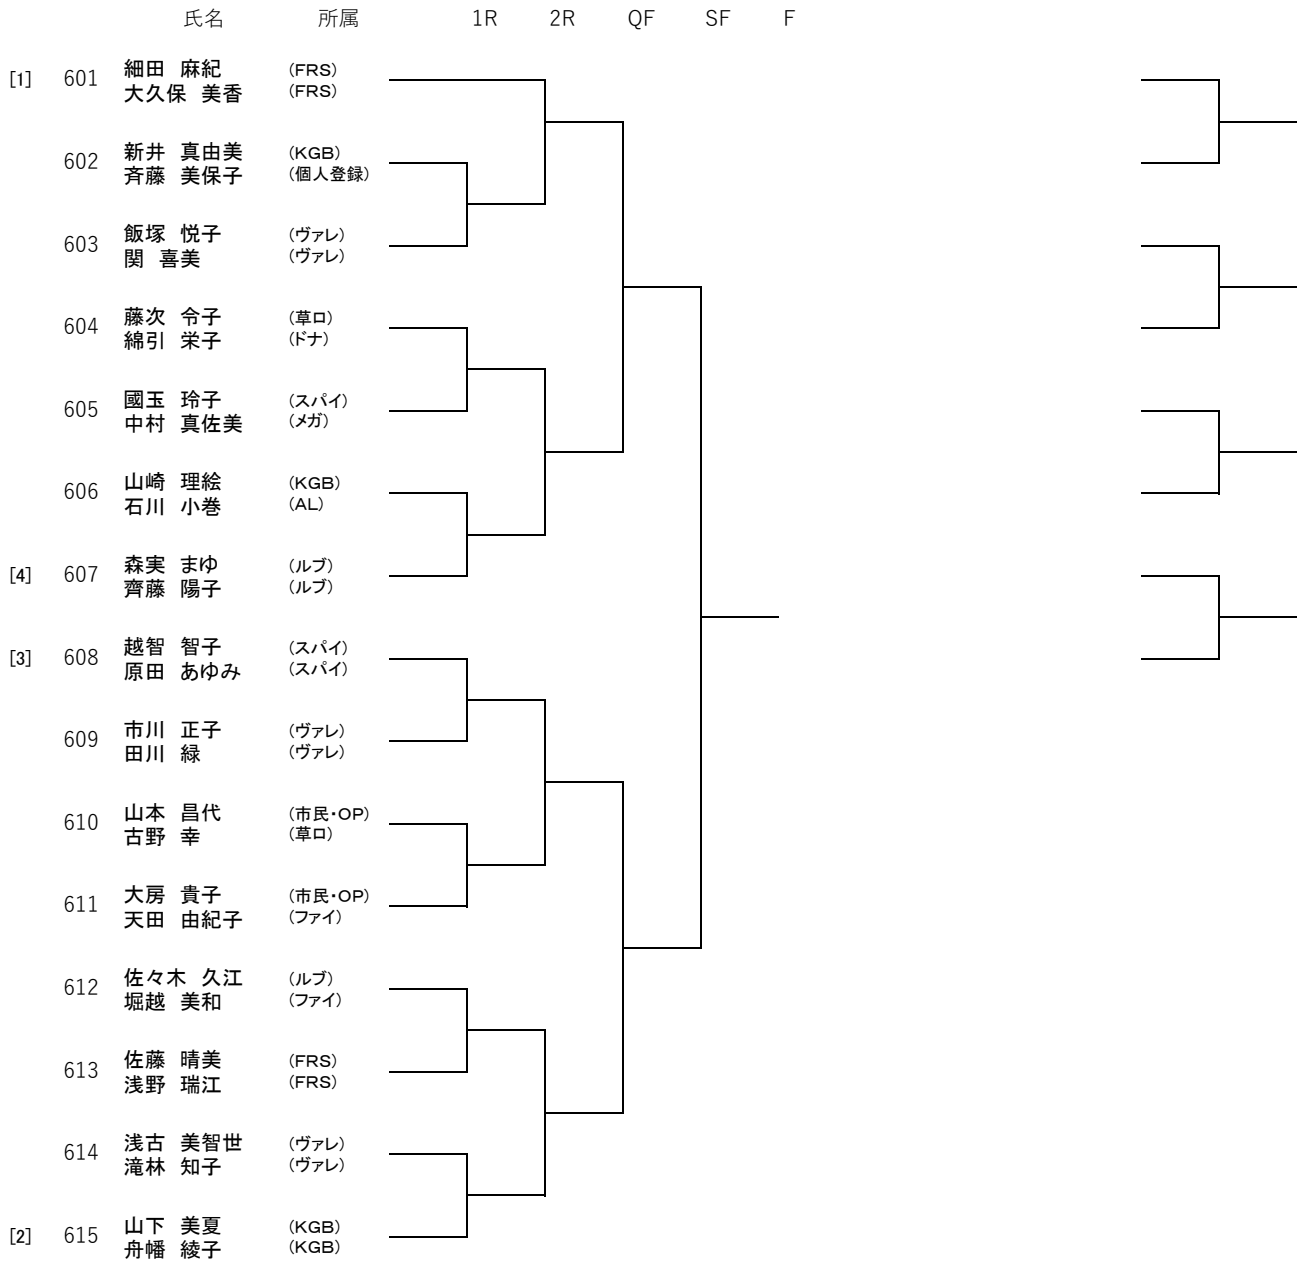 氏名 所属 1R 2R QF SF F
[1] 601 細田 麻紀 (FRS)
大久保 美香 (FRS)
602 新井 真由美 (KGB)
斉藤 美保子 (個人登録)
603 飯塚 悦子 (ヴァレ)
関 喜美 (ヴァレ)
604 藤次 令子 (草ロ)
綿引 栄子 (ドナ)
605 國玉 玲子 (スパイ)
中村 真佐美 (メガ)
606 山崎 理絵 (KGB)
石川 小巻 (AL)
[4] 607 森実 まゆ (ルブ)
齊藤 陽子 (ルブ)
[3] 608 越智 智子 (スパイ)
原田 あゆみ (スパイ)
609 市川 正子 (ヴァレ)
田川 緑 (ヴァレ)
610 山本 昌代 (市民・OP)
古野 幸 (草ロ)
611 大房 貴子 (市民・OP)
天田 由紀子 (ファイ)
612 佐々木 久江 (ルブ)
堀越 美和 (ファイ)
613 佐藤 晴美 (FRS)
浅野 瑞江 (FRS)
614 浅古 美智世 (ヴァレ)
滝林 知子 (ヴァレ)
[2] 615 山下 美夏 (KGB)
舟幡 綾子 (KGB)